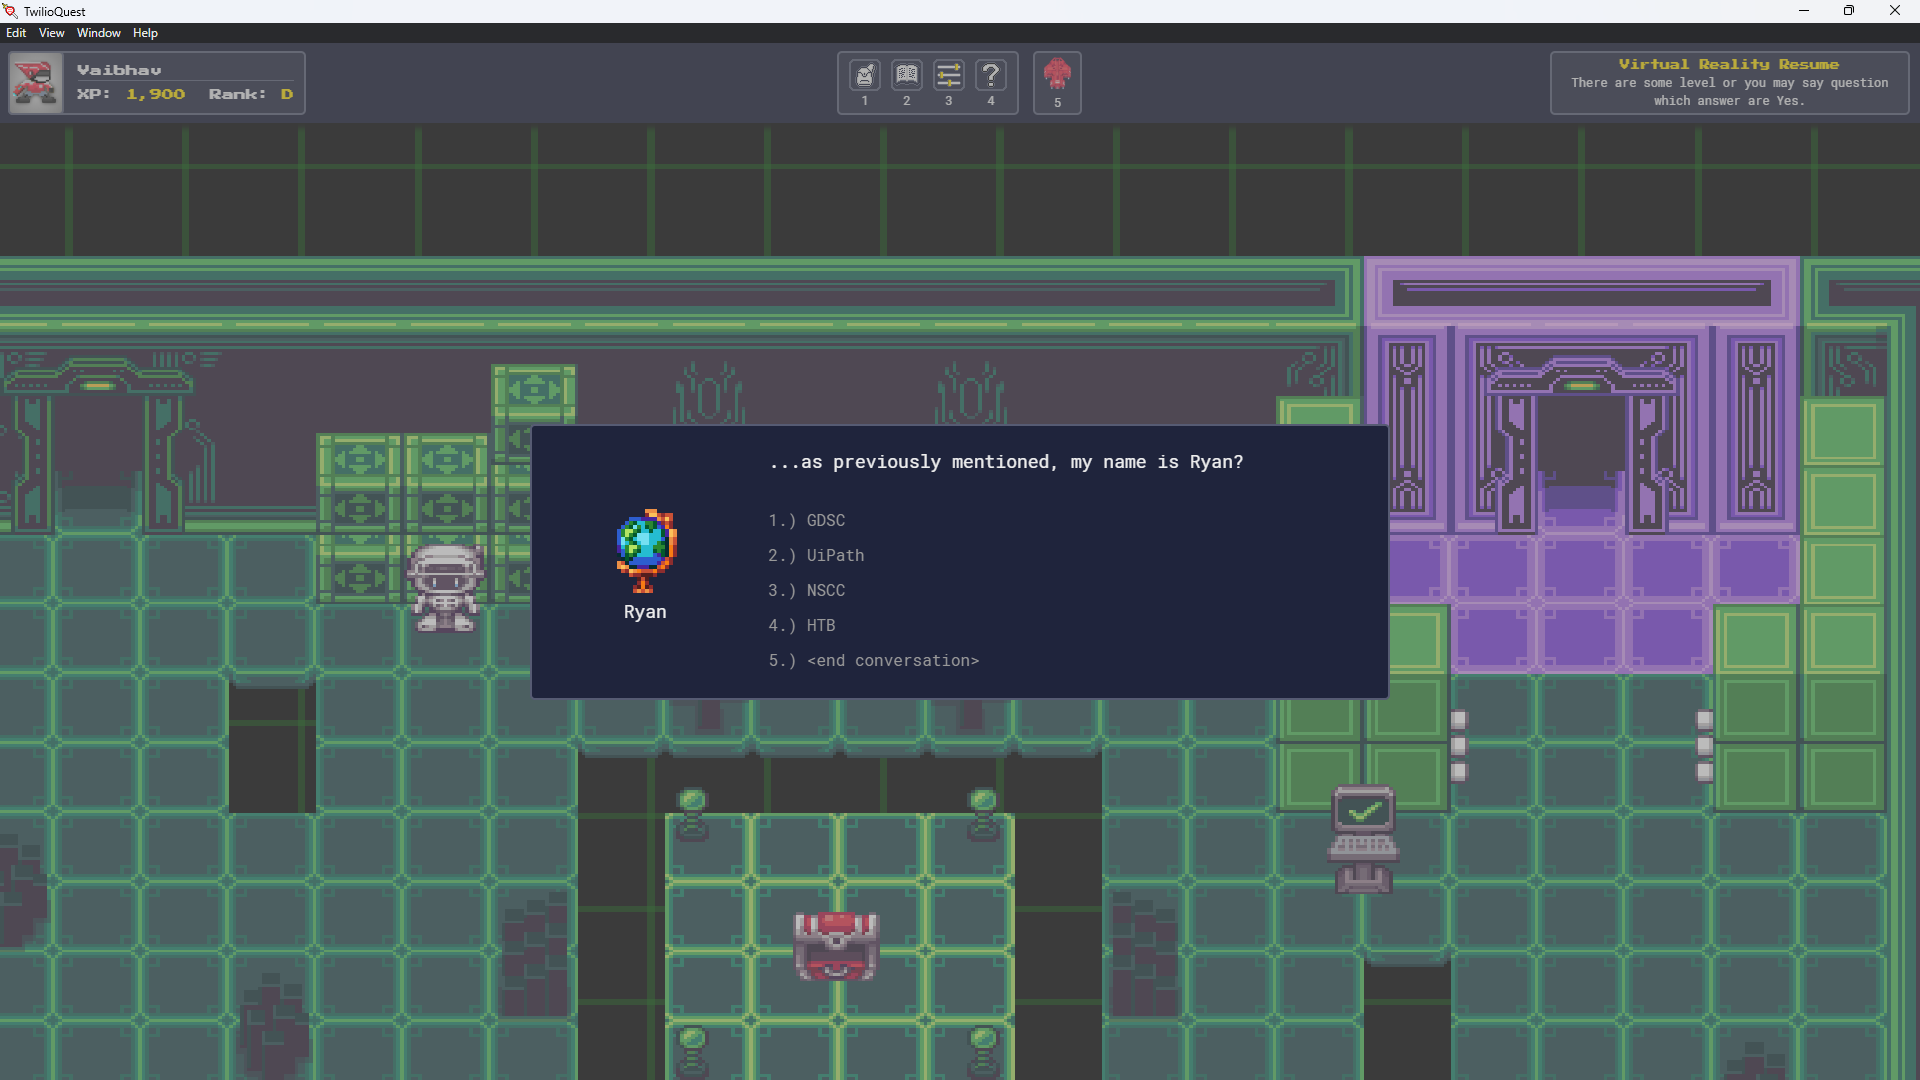 TwilioQuest
Edit View Window Help
Vaibhav
XP: 1,900 Rank: D
1 2 3 4 5
Virtual Reality Resume
There are some level or you may say question
which answer are Yes.
...as previously mentioned, my name is Ryan?
1.) GDSC
2.) UiPath
3.) NSCC
4.) HTB
5.) <end conversation>
Ryan